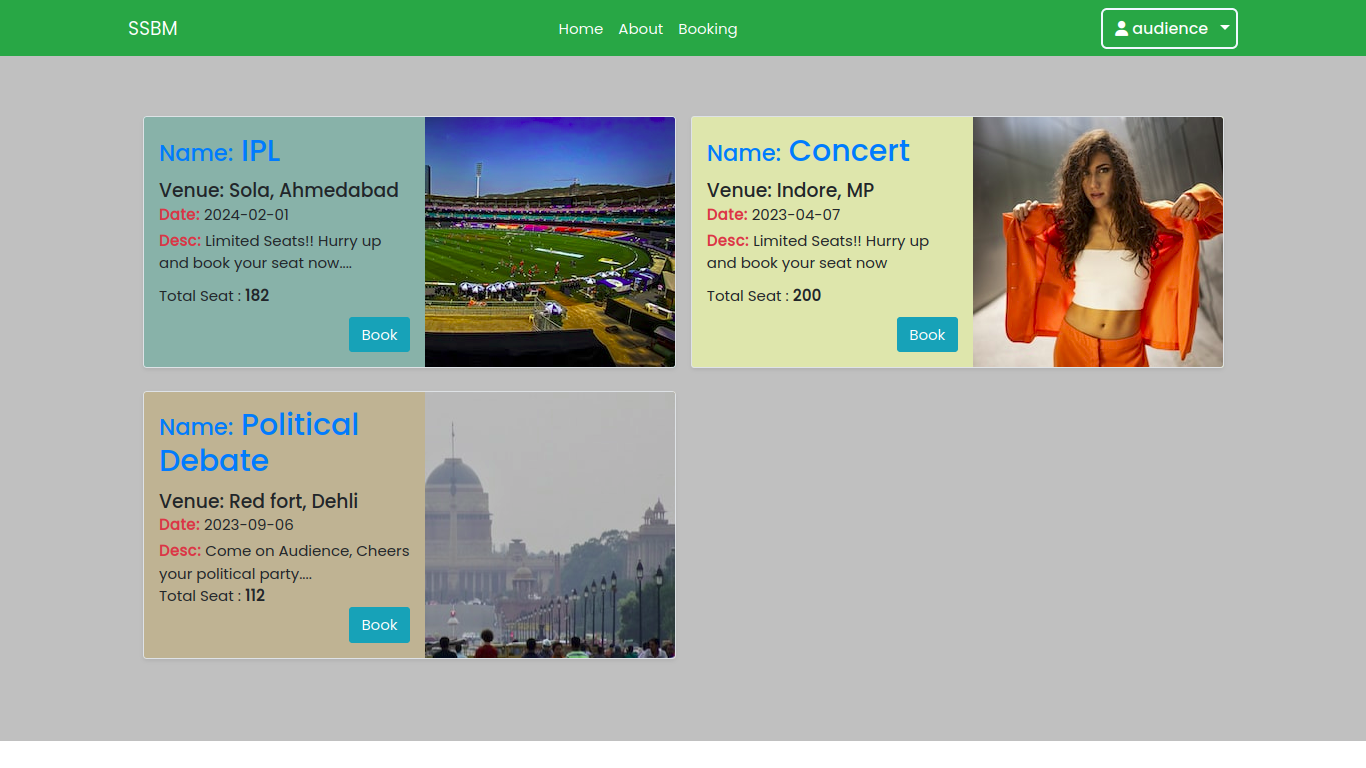 SSBM
Home About Booking
audience
Name: IPL
Venue: Sola, Ahmedabad
Date: 2024-02-01
Desc: Limited Seats!! Hurry up
and book your seat now....
Total Seat : 182
Book
Name: Concert
Venue: Indore, MP
Date: 2023-04-07
Desc: Limited Seats!! Hurry up
and book your seat now
Total Seat : 200
Book
Name: Political
Debate
Venue: Red fort, Dehli
Date: 2023-09-06
Desc: Come on Audience, Cheers
your political party....
Total Seat : 112
Book